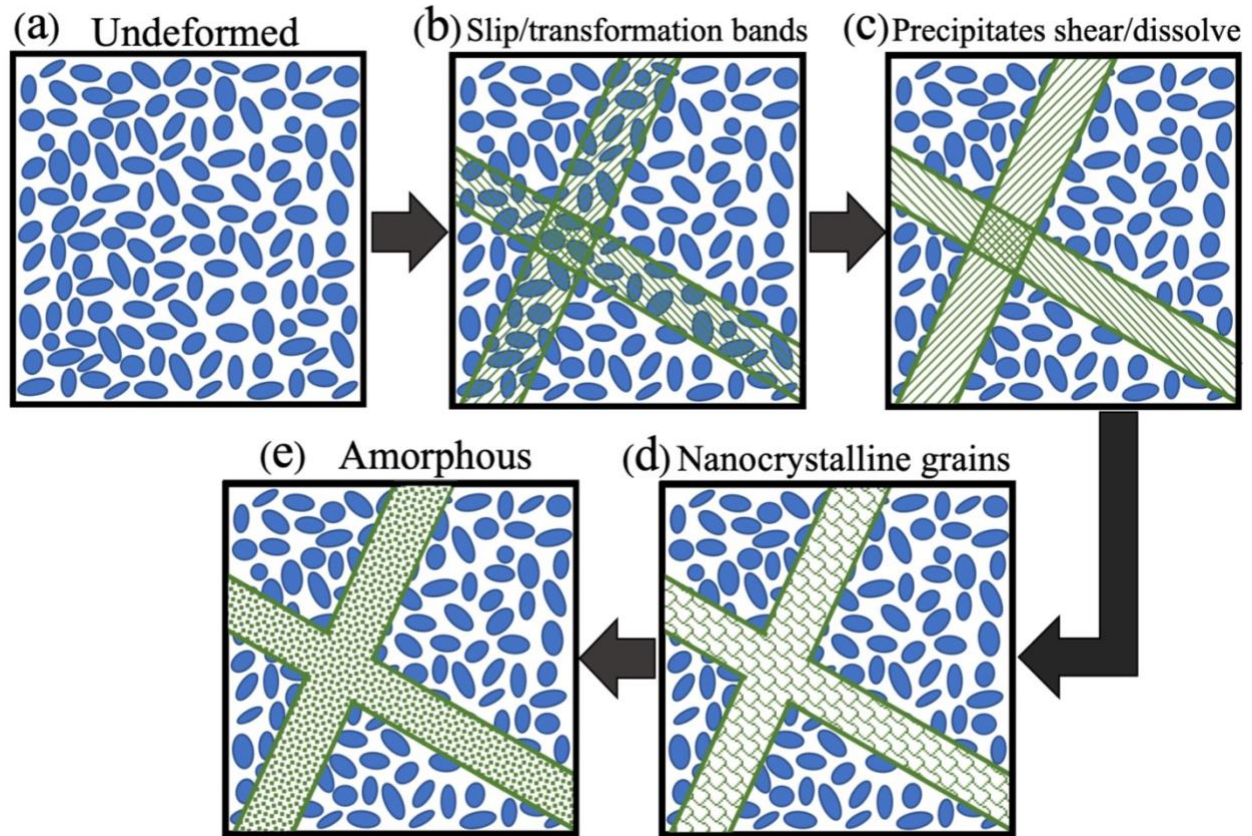 (a) Undeformed
(b) Slip/transformation bands
(c) Precipitates shear/dissolve
(e) Amorphous
(d) Nanocrystalline grains